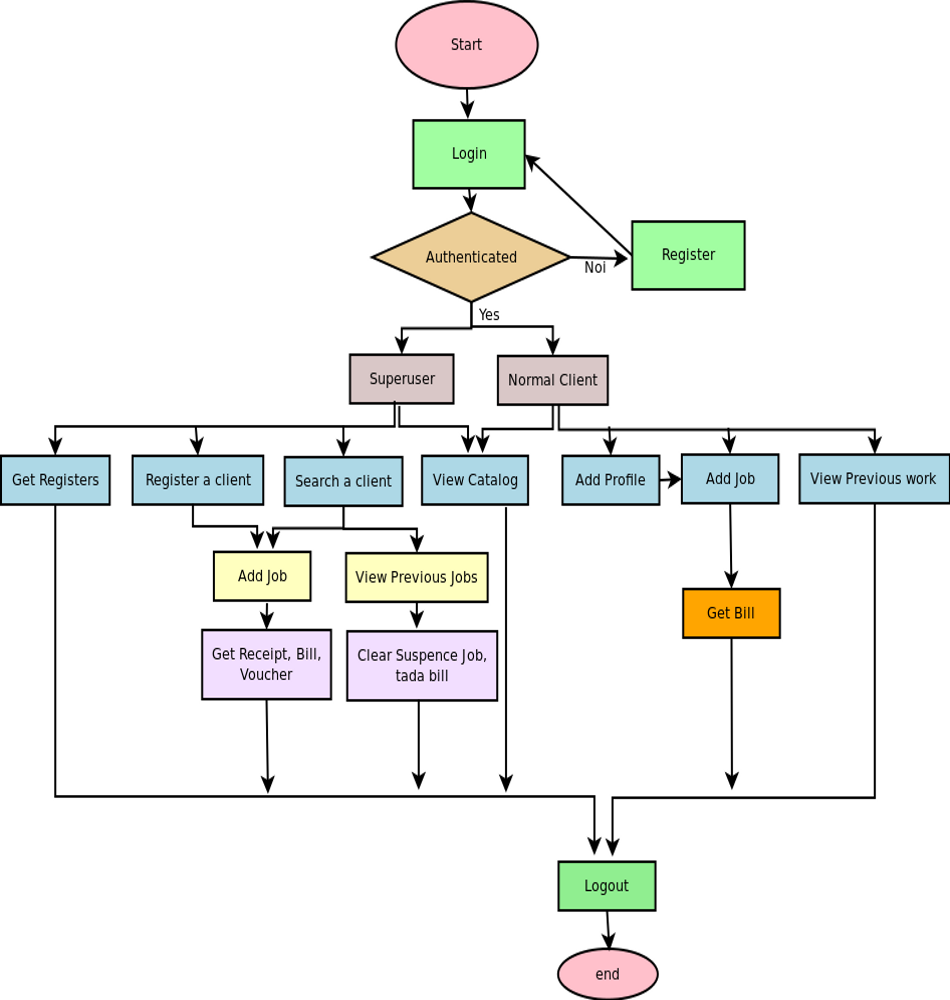 Start
Login
Authenticated
Noi
Register
Yes
Superuser
Normal Client
Get Registers
Register a client
Search a client
View Catalog
Add Profile
Add Job
View Previous work
Add Job
View Previous Jobs
Get Bill
Get Receipt, Bill,
Voucher
Clear Suspence Job,
tada bill
Logout
end